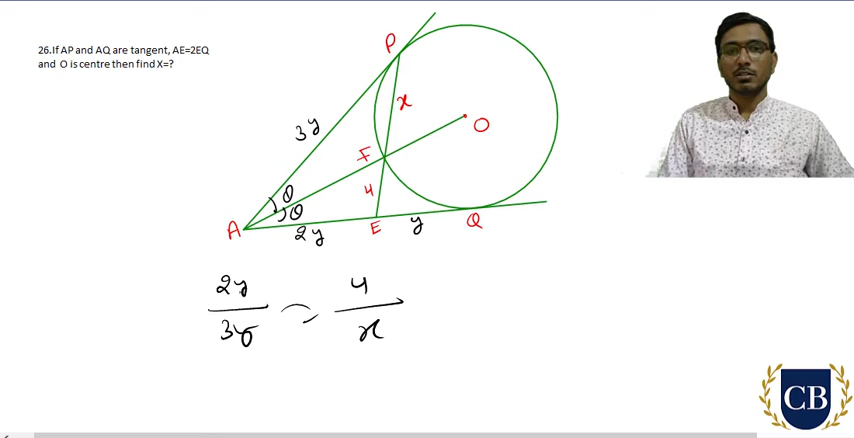 26.If AP and AQ are tangent, AE=2EQ
and O is centre then find X=?
P
x
3y
O
F
θ
θ
4
A
2y
E
y
Q
2y/3y = 4/x
CB